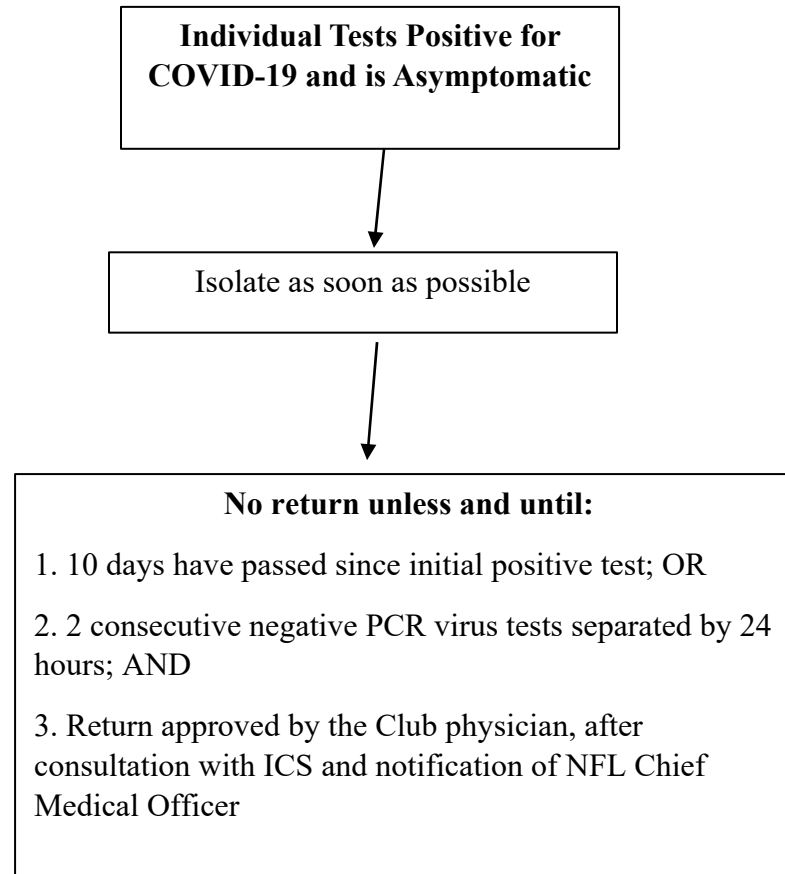 Individual Tests Positive for
COVID-19 and is Asymptomatic
Isolate as soon as possible
No return unless and until:
1. 10 days have passed since initial positive test; OR
2. 2 consecutive negative PCR virus tests separated by 24
hours; AND
3. Return approved by the Club physician, after
consultation with ICS and notification of NFL Chief
Medical Officer